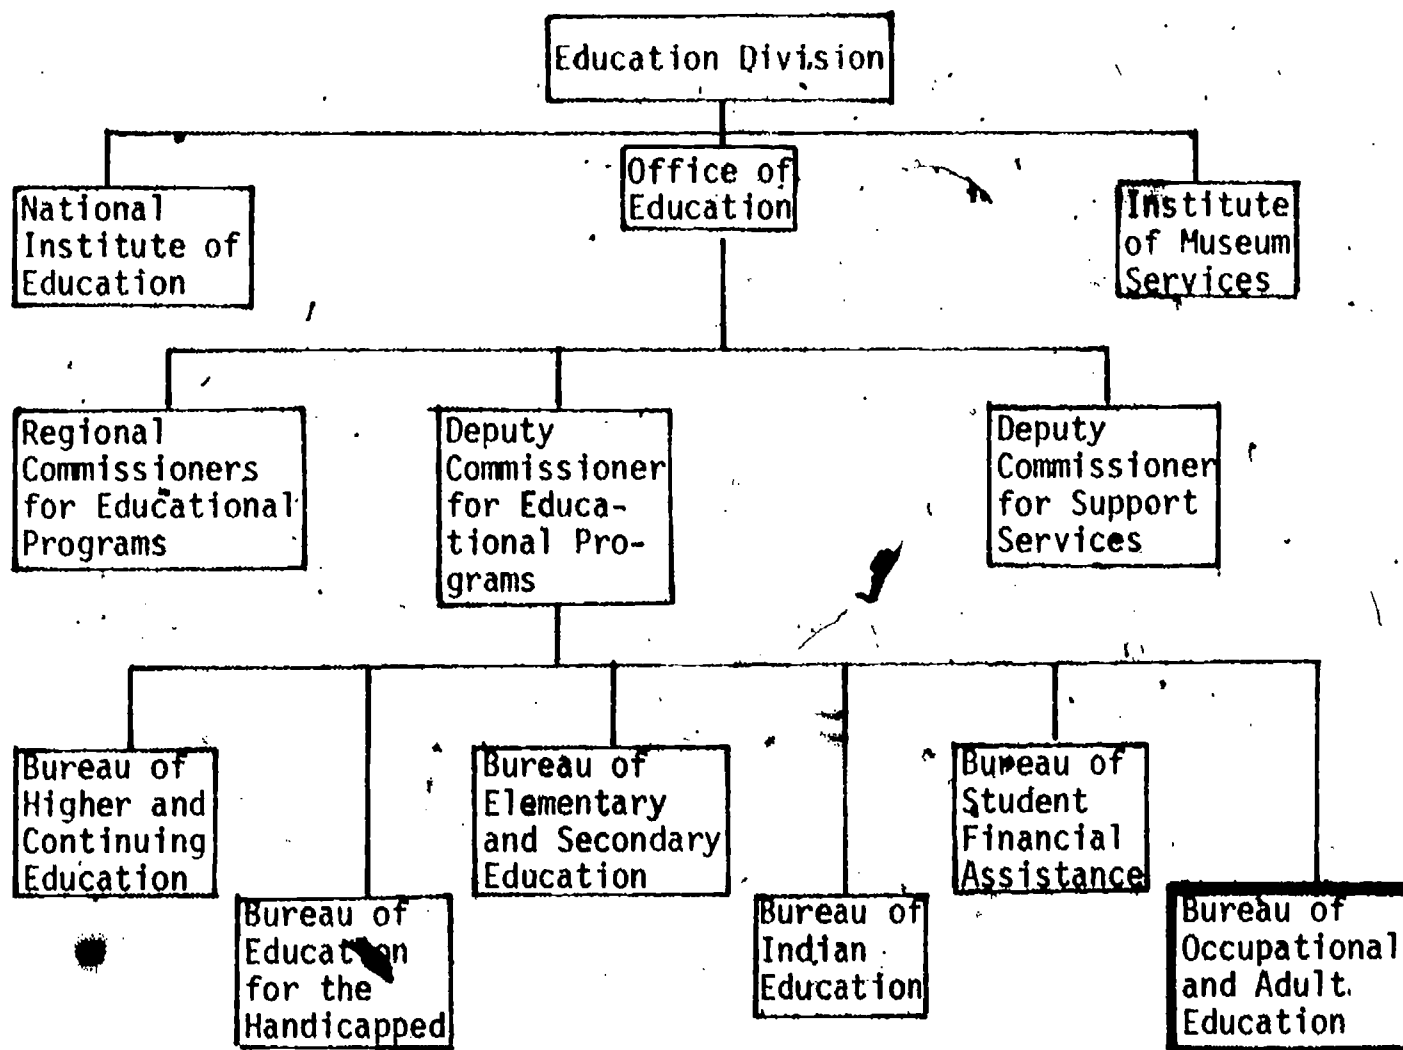 Education Division
National
Institute of
Education
Office of
Education
Institute
of Museum
Services
Regional
Commissioners
for Educational
Programs
Deputy
Commissioner
for Educa-
tional Pro-
grams
Deputy
Commissioner
for Support
Services
Bureau of
Higher and
Continuing
Education
Bureau of
Education
for the
Handicapped
Bureau of
Elementary
and Secondary
Education
Bureau of
Indian
Education
Bureau of
Student
Financial
Assistance
Bureau of
Occupational
and Adult
Education